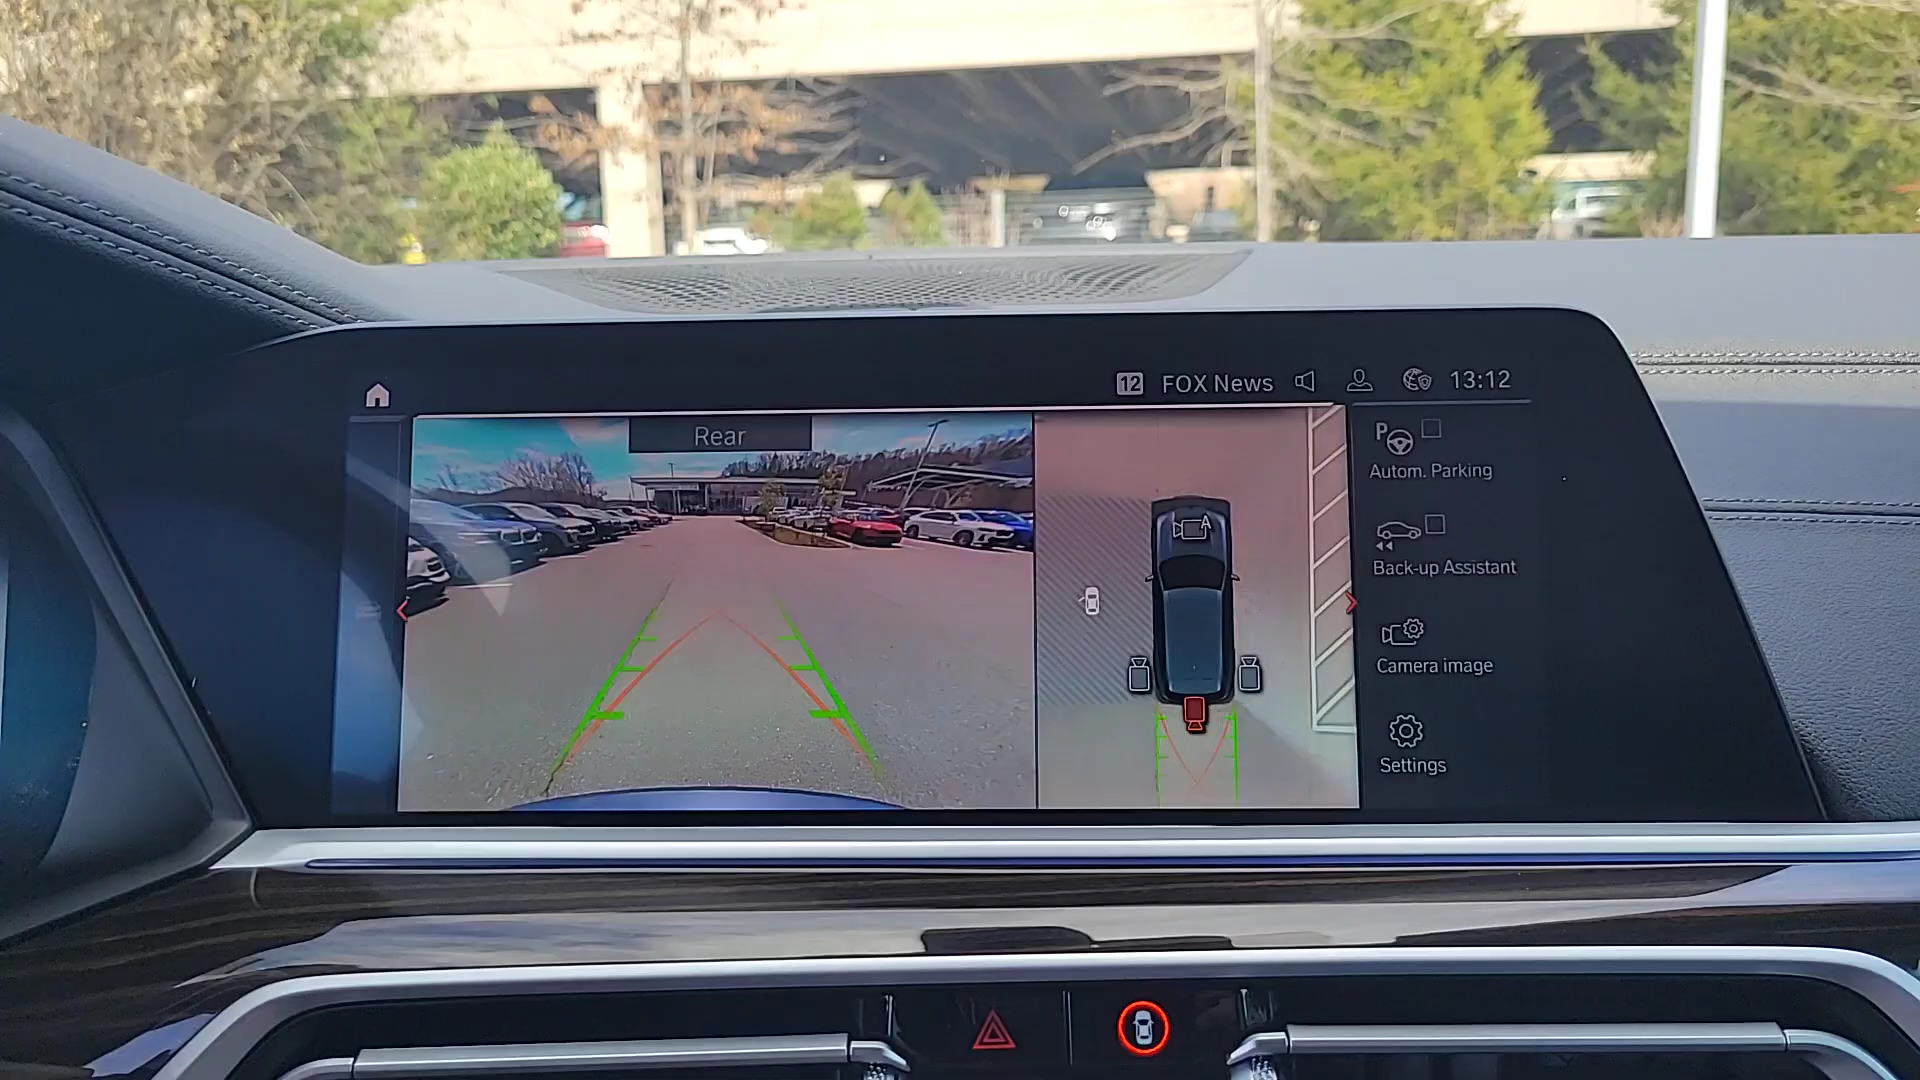 12 FOX News 13:12
Rear
A
P
Autom. Parking
Back-up Assistant
Camera image
Settings